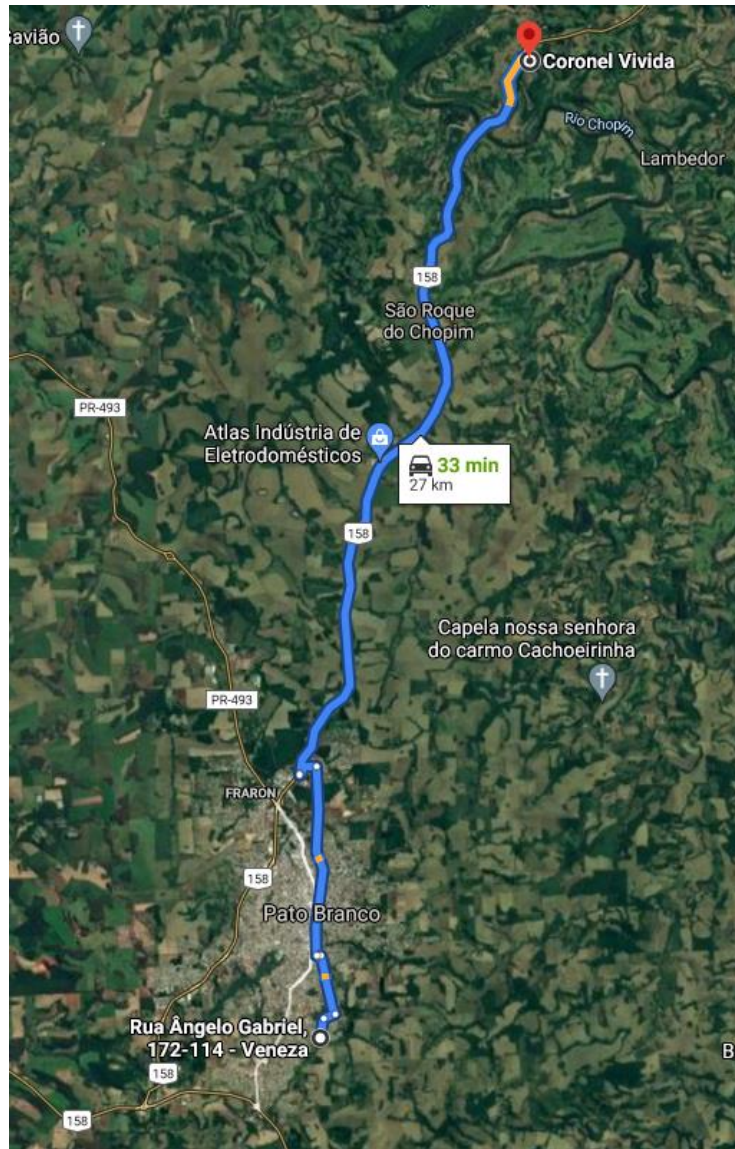 Gavião
Coronel Vivida
Rio Chopim
Lambedor
158
São Roque
do Chopim
PR-493
Atlas Indústria de
Eletrodomésticos
33 min
27 km
158
Capela nossa senhora
do carmo Cachoeirinha
PR-493
FRARON
158
Pato Branco
Rua Ângelo Gabriel,
172-114 - Veneza
B
158
158